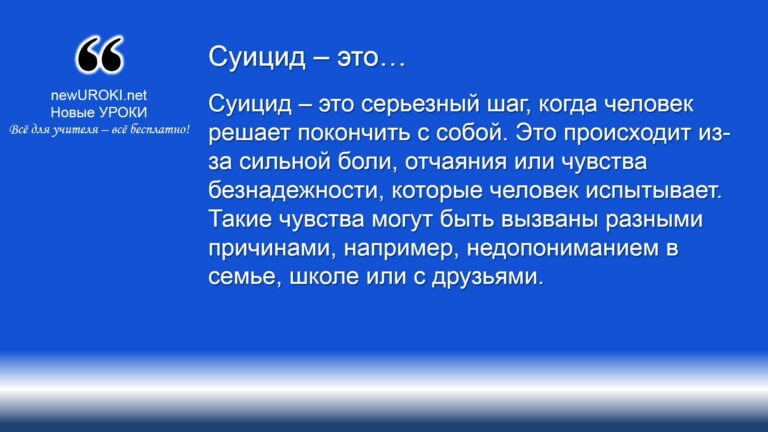 newUROKI.net
Новые УРОКИ
Всё для учителя – всё бесплатно!
Суицид – это…
Суицид – это серьезный шаг, когда человек
решает покончить с собой. Это происходит из-
за сильной боли, отчаяния или чувства
безнадежности, которые человек испытывает.
Такие чувства могут быть вызваны разными
причинами, например, недопониманием в
семье, школе или с друзьями.